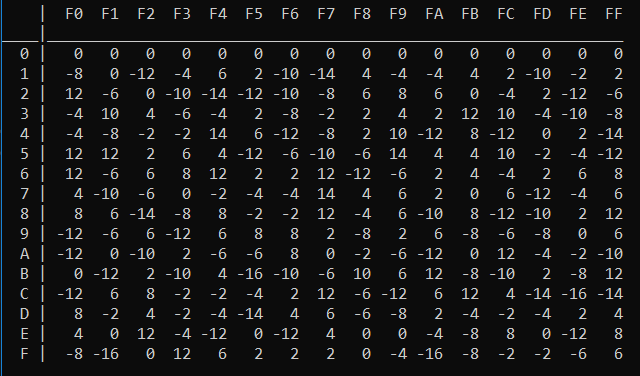 | F0 F1 F2 F3 F4 F5 F6 F7 F8 F9 FA FB FC FD FE FF
____|____________________________________________________________
0 | 0 0 0 0 0 0 0 0 0 0 0 0 0 0 0 0
1 | -8 0 -12 -4 6 2 -10 -14 4 -4 -4 4 2 -10 -2 2
2 | 12 -6 0 -10 -14 -12 -10 -8 6 8 6 0 -4 2 -12 -6
3 | -4 10 4 -6 -4 2 -8 -2 2 4 2 12 10 -4 -10 -8
4 | -4 -8 -2 -2 14 6 -12 -8 2 10 -12 8 -12 0 2 -14
5 | 12 12 2 6 4 -12 -6 -10 -6 14 4 4 10 -2 -4 -12
6 | 12 -6 6 8 12 2 2 12 -12 -6 2 4 -4 2 6 8
7 | 4 -10 -6 0 -2 -4 -4 14 4 6 2 0 6 -12 -4 6
8 | 8 6 -14 -8 8 -2 -2 12 -4 6 -10 8 -12 -10 2 12
9 | -12 -6 6 -12 6 8 8 2 -8 2 6 -8 -6 -8 0 6
A | -12 0 -10 2 -6 -6 8 0 -2 -6 -12 0 12 -4 -2 -10
B | 0 -12 2 -10 4 -16 -10 -6 10 6 12 -8 -10 2 -8 12
C | -12 6 8 -2 -2 -4 2 12 -6 -12 6 12 4 -14 -16 -14
D | 8 -2 4 -2 -4 -14 4 6 -6 -8 2 -4 -2 -4 2 4
E | 4 0 12 -4 -12 0 -12 4 0 0 -4 -8 8 0 -12 8
F | -8 -16 0 12 6 2 2 2 0 -4 -16 -8 -2 -2 -6 6